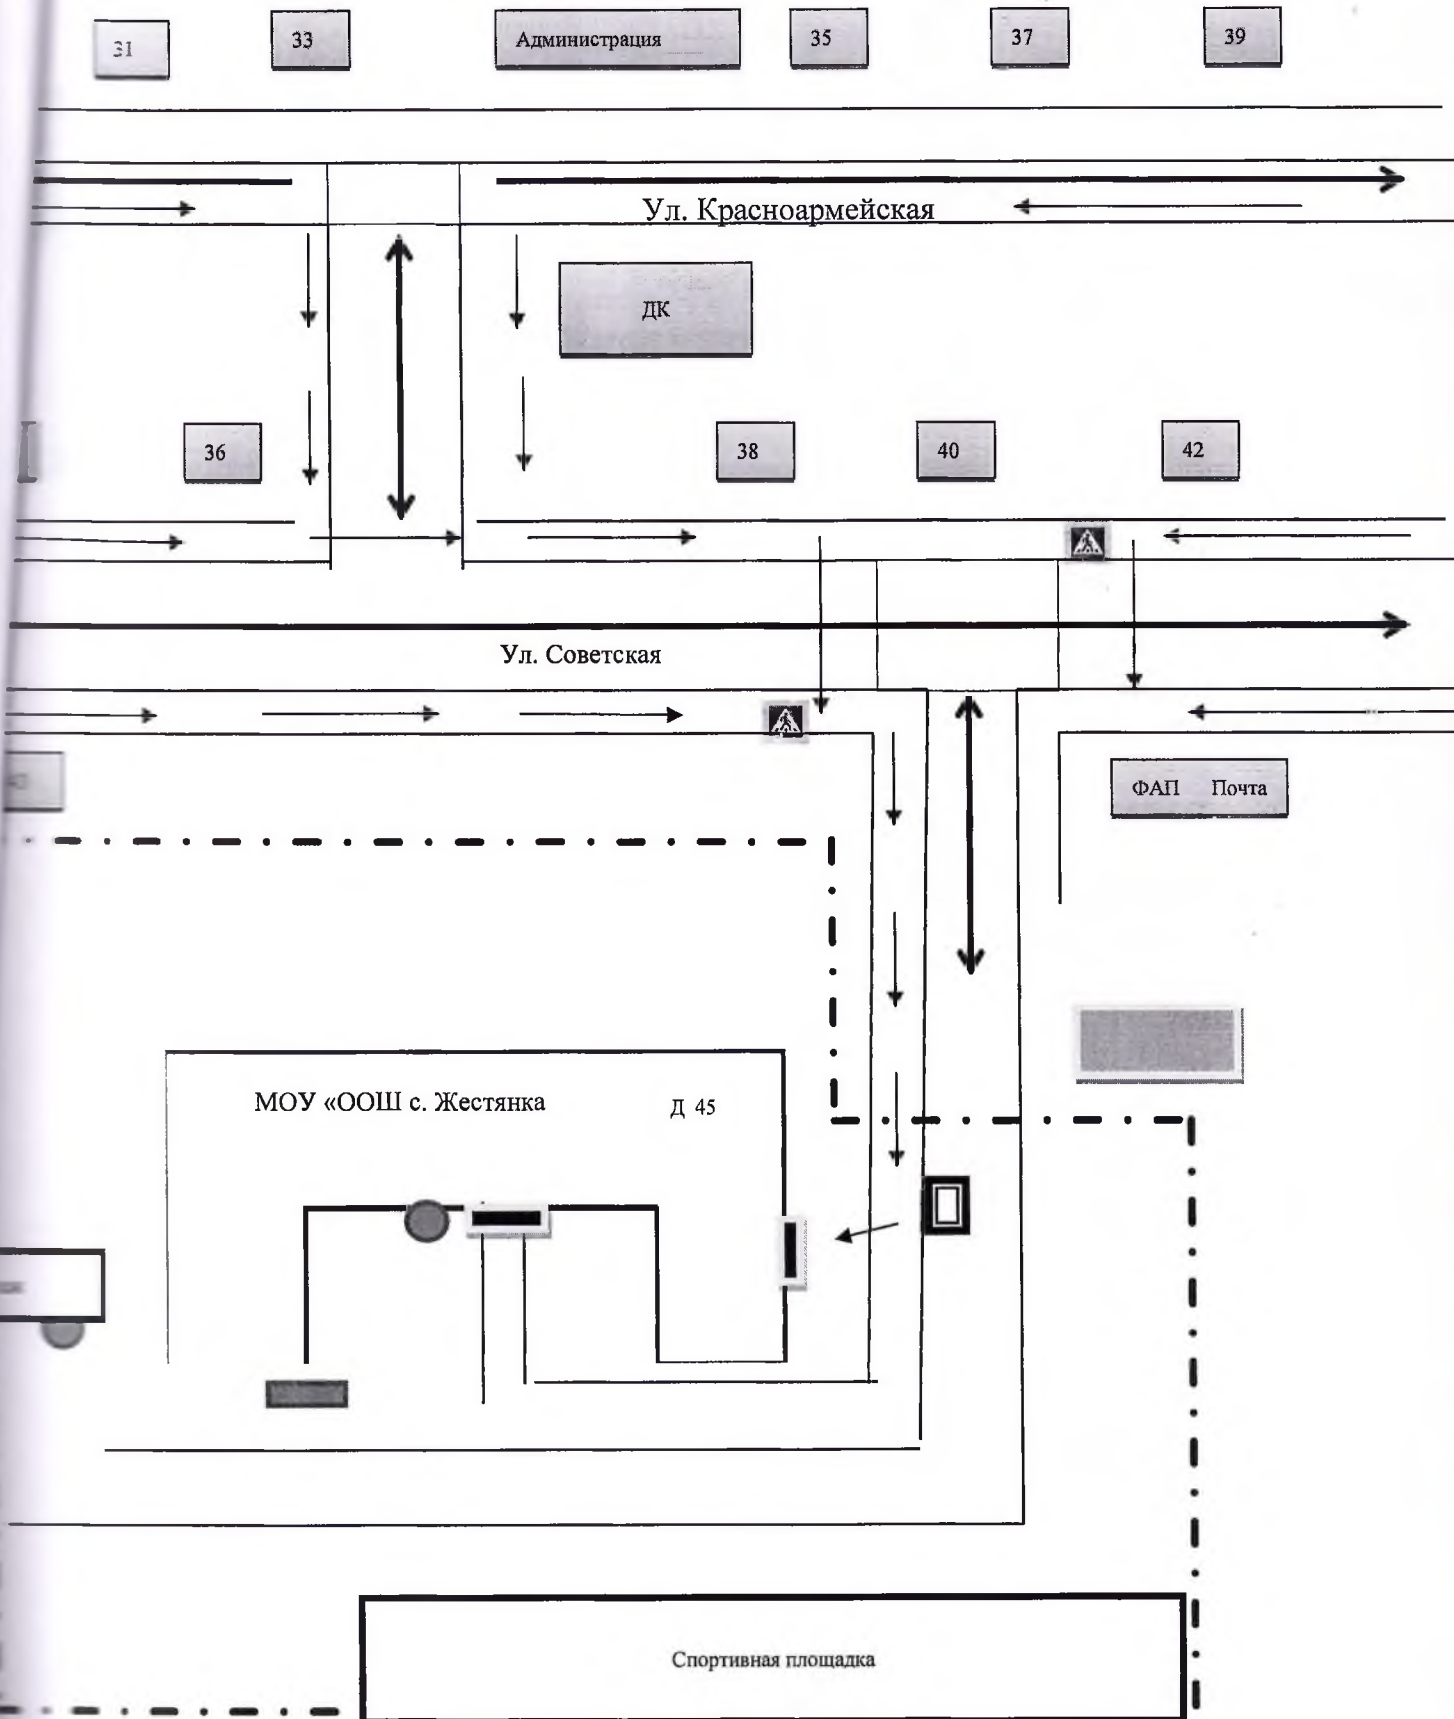 31 33 Администрация 35 37 39
Ул. Красноармейская
ДК
36 38 40 42
Ул. Советская
ФАП Почта
МОУ «ООШ с. Жестянка Д 45
Спортивная площадка